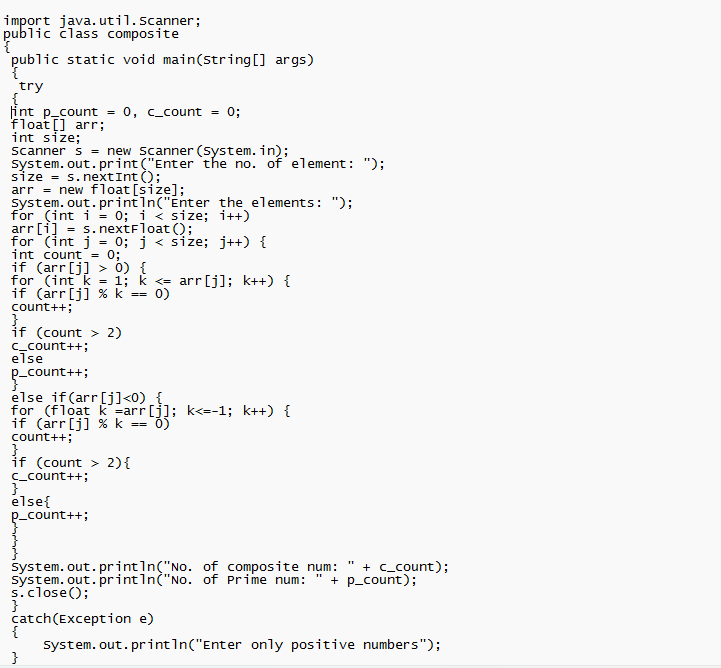 import java.util.Scanner;
public class composite
{
public static void main(String[] args)
{
try
{
int p_count = 0, c_count = 0;
float[] arr;
int size;
Scanner s = new Scanner(System.in);
System.out.print("Enter the no. of element: ");
size = s.nextInt();
arr = new float[size];
System.out.println("Enter the elements: ");
for (int i = 0; i < size; i++)
arr[i] = s.nextFloat();
for (int j = 0; j < size; j++) {
int count = 0;
if (arr[j] > 0) {
for (int k = 1; k <= arr[j]; k++) {
if (arr[j] % k == 0)
count++;
}
if (count > 2)
c_count++;
else
p_count++;
}
else if(arr[j]<0) {
for (float k =arr[j]; k<=-1; k++) {
if (arr[j] % k == 0)
count++;
}
if (count > 2){
c_count++;
}
else{
p_count++;
}
}
}
System.out.println("No. of composite num: " + c_count);
System.out.println("No. of Prime num: " + p_count);
s.close();
}
catch(Exception e)
{
System.out.println("Enter only positive numbers");
}